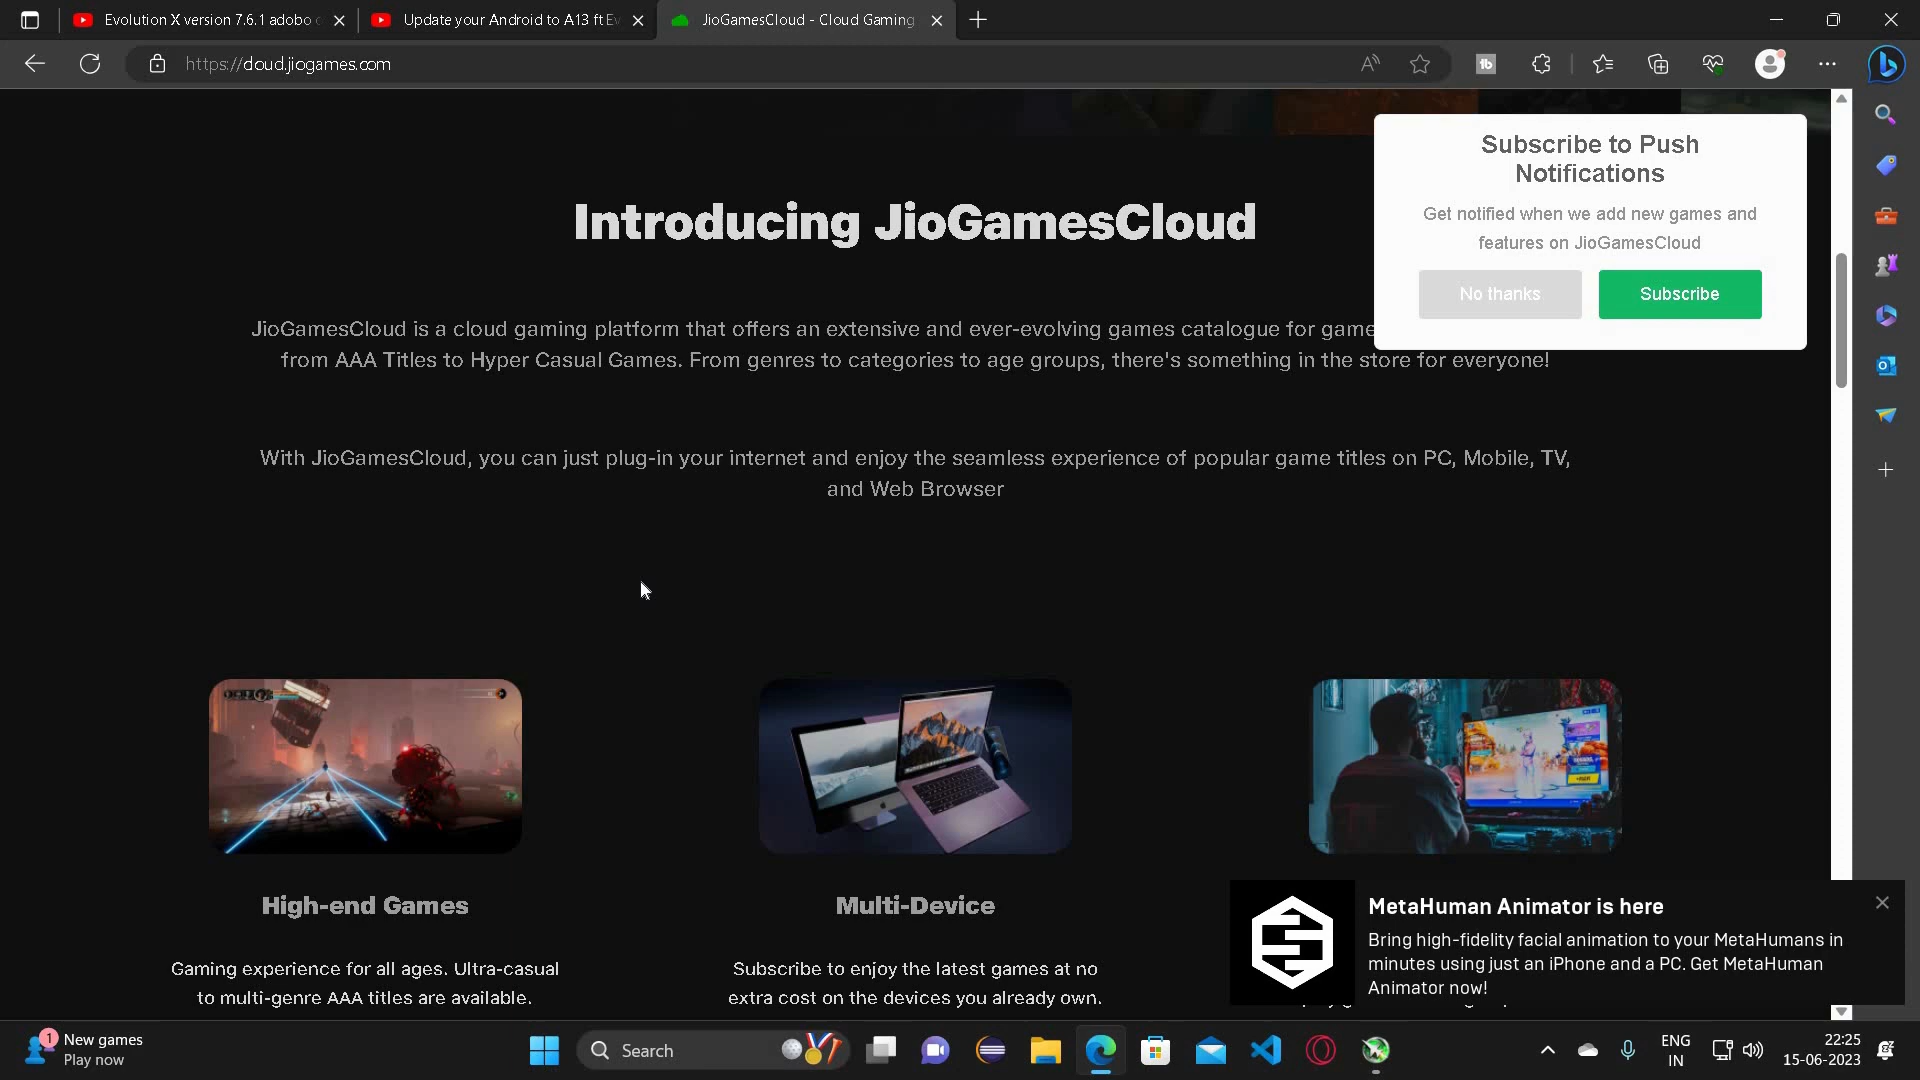 Evolution X version 7.6.1 adobo
Update your Android to A13 ft Ev
JioGamesCloud - Cloud Gaming
https://cloud.jiogames.com
Subscribe to Push
Notifications
Get notified when we add new games and
features on JioGamesCloud
No thanks
Subscribe
Introducing JioGamesCloud
JioGamesCloud is a cloud gaming platform that offers an extensive and ever-evolving games catalogue for game
from AAA Titles to Hyper Casual Games. From genres to categories to age groups, there's something in the store for everyone!
With JioGamesCloud, you can just plug-in your internet and enjoy the seamless experience of popular game titles on PC, Mobile, TV,
and Web Browser
High-end Games
Gaming experience for all ages. Ultra-casual
to multi-genre AAA titles are available.
Multi-Device
Subscribe to enjoy the latest games at no
extra cost on the devices you already own.
MetaHuman Animator is here
Bring high-fidelity facial animation to your MetaHumans in
minutes using just an iPhone and a PC. Get MetaHuman
Animator now!
1
New games
Play now
Search
ENG
IN
22:25
15-06-2023